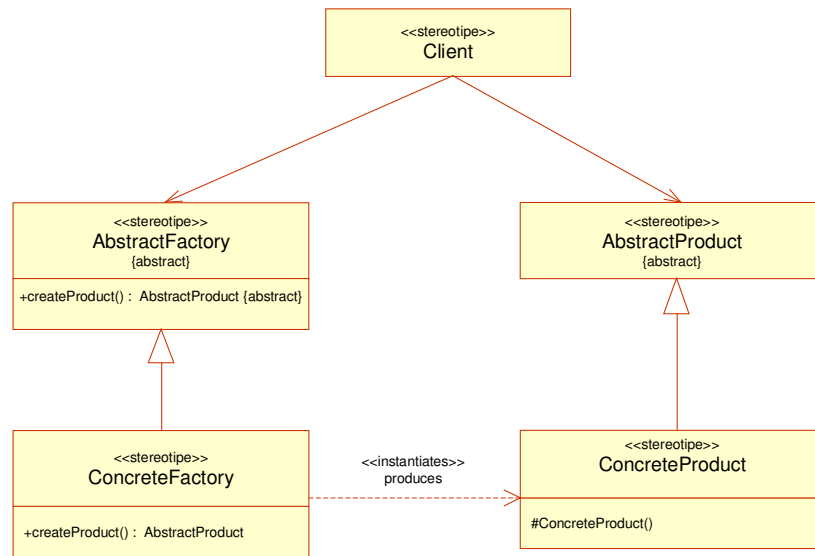 <<stereotipe>>
Client
<<stereotipe>>
AbstractFactory
{abstract}
+createProduct() : AbstractProduct {abstract}
<<stereotipe>>
AbstractProduct
{abstract}
<<stereotipe>>
ConcreteFactory
+createProduct() : AbstractProduct
<<instantiates>>
produces
<<stereotipe>>
ConcreteProduct
#ConcreteProduct()